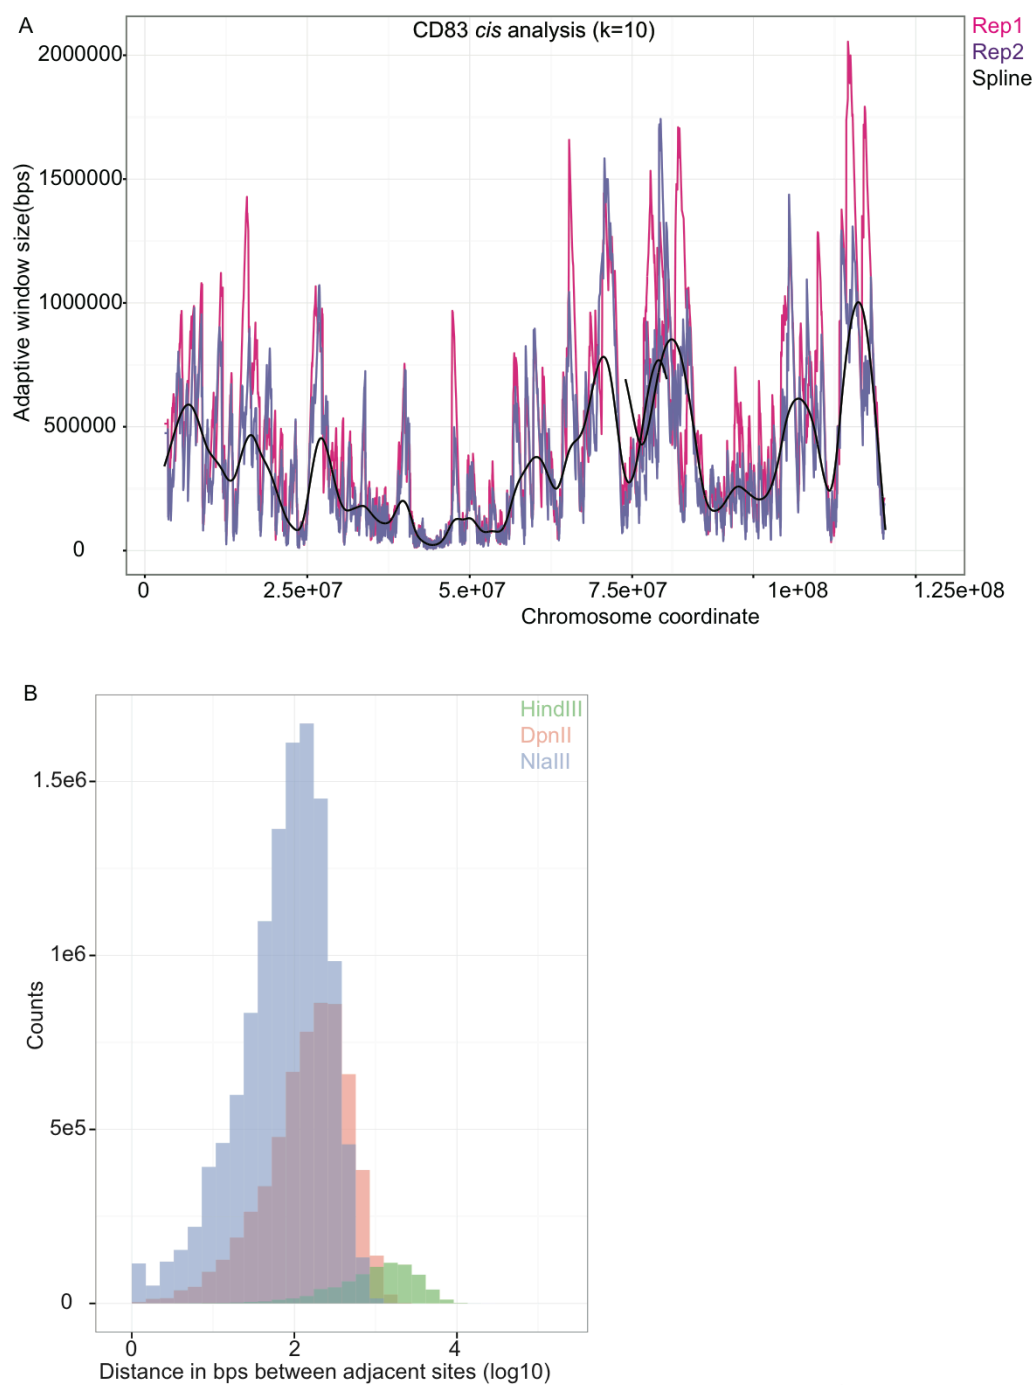 A
CD83 cis analysis (k=10)
Rep1
Rep2
Spline
Adaptive window size(bps)
2000000
1500000
1000000
500000
0
0 2.5e+07 5.0e+07 7.5e+07 1e+08 1.25e+08
Chromosome coordinate
B
HindIII
DpnII
NlaIII
Counts
1.5e6
1e6
5e5
0
0 2 4
Distance in bps between adjacent sites (log10)